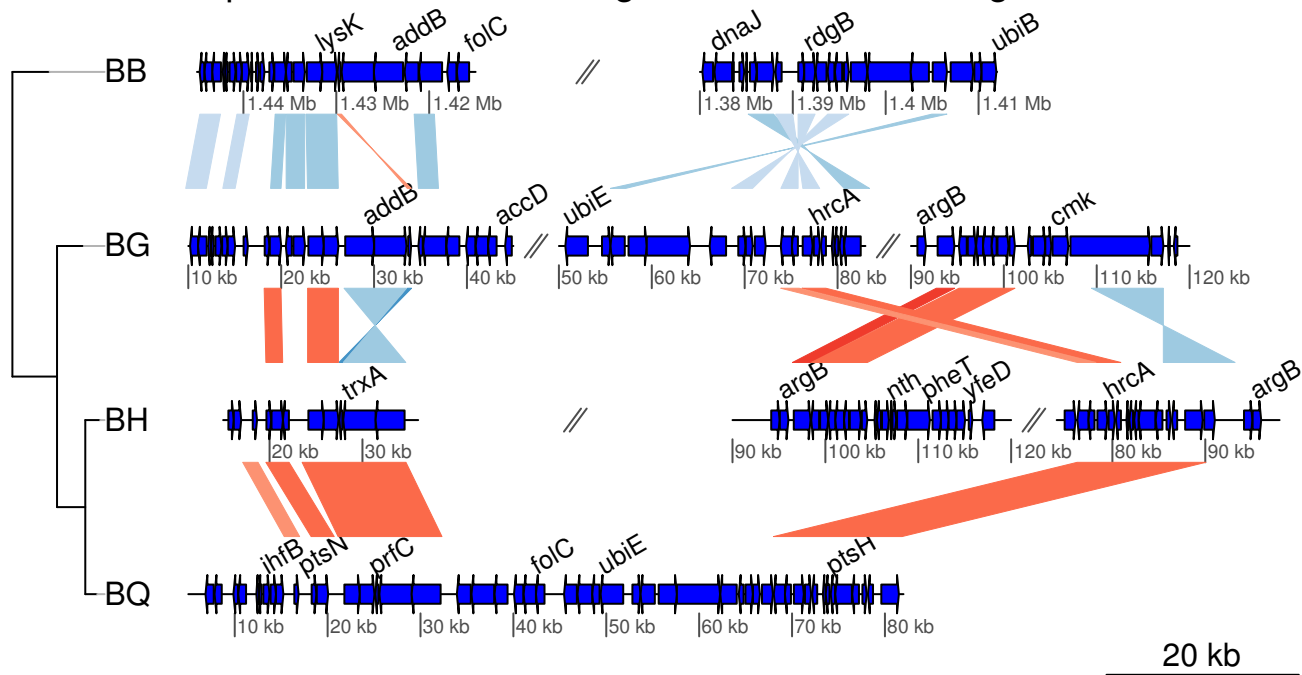 lysK addB folC dnaJ rdgB ubiB
BB
1.44 Mb 1.43 Mb 1.42 Mb 1.38 Mb 1.39 Mb 1.4 Mb 1.41 Mb
addB accD ubiE hrcA argB cmk
BG
10 kb 20 kb 30 kb 40 kb 50 kb 60 kb 70 kb 80 kb 90 kb 100 kb 110 kb 120 kb
trxA argB nth pheT yfeD hrcA argB
BH
20 kb 30 kb 90 kb 100 kb 110 kb 120 kb 80 kb 90 kb
ihfB ptsN prfC folC ubiE ptsH
BQ
10 kb 20 kb 30 kb 40 kb 50 kb 60 kb 70 kb 80 kb
20 kb